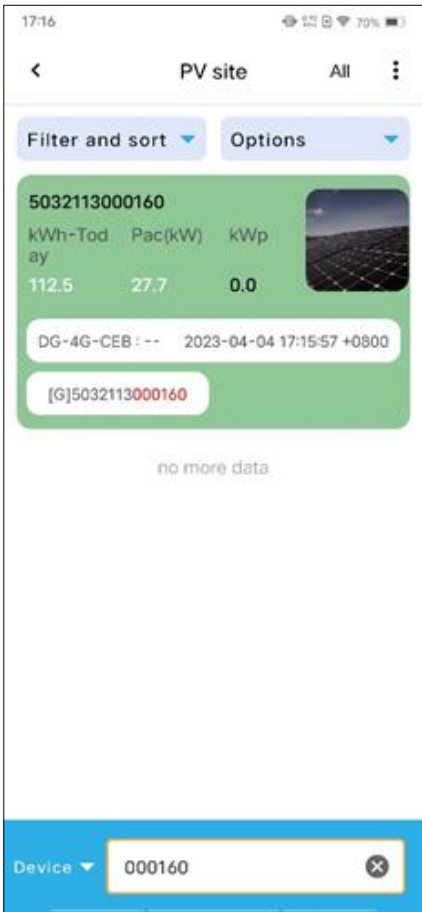 17:16 70%
PV site All
Filter and sort Options
5032113000160
kWh-Tod Pac(kW) kWp
ay
112.5 27.7 0.0
DG-4G-CEB : -- 2023-04-04 17:15:57 +0800
[G]5032113000160
no more data
Device 000160